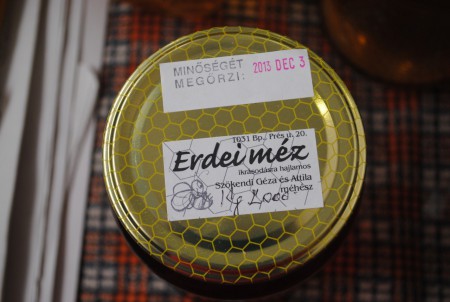 MINŐSÉGÉT
MEGŐRZI: 2013 DEC 3
1031 Bp., Prés u. 20.
Erdei méz
ikrásodásra hajlamos
Szökendi Géza és Attila
méhész
1kg 2000